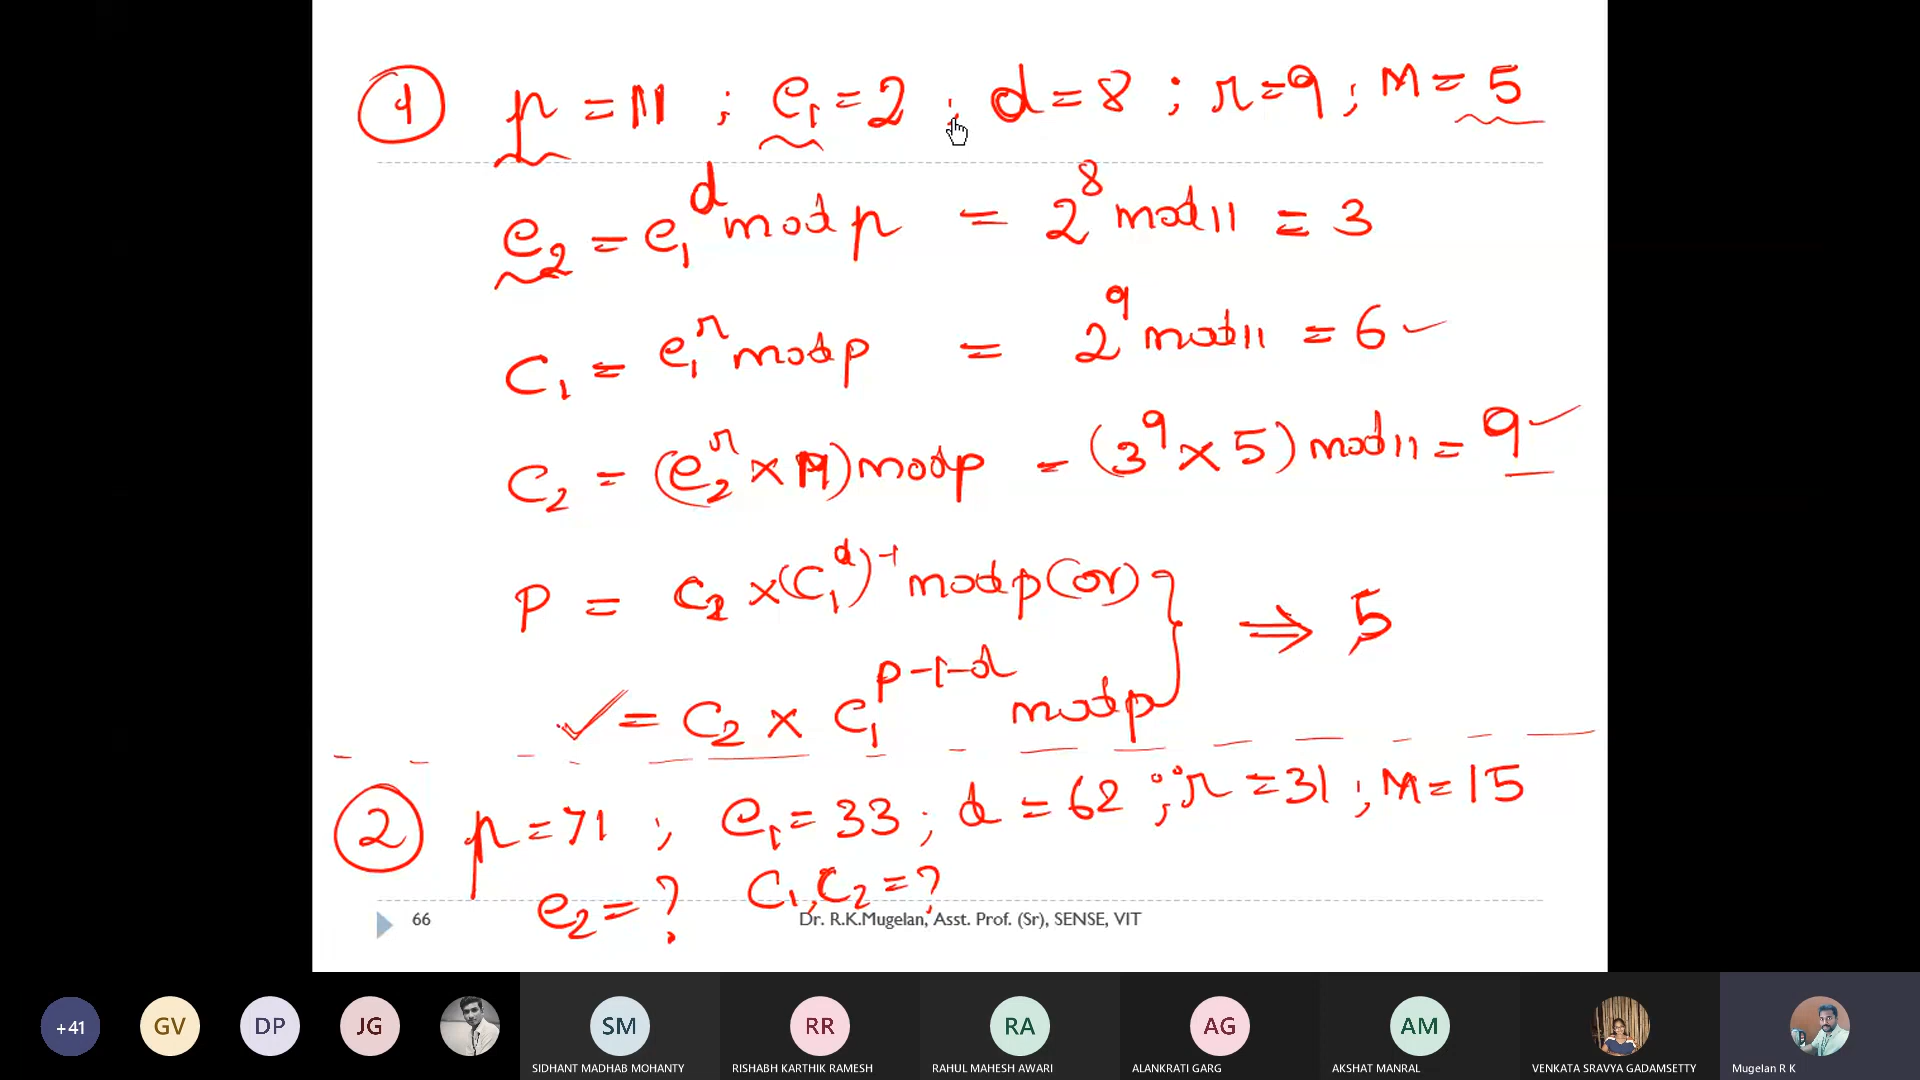 1 p = 11 ; e₁ = 2 ; d = 8 ; r = 9 ; M = 5
e₂ = e₁^d mod p = 2^8 mod 11 = 3
C₁ = e₁^r mod p = 2^9 mod 11 = 6 ✓
C₂ = (e₂^r × M) mod p = (3^9 × 5) mod 11 = 9 ✓
P = C₂ × (C₁^d)^-1 mod p (or)
⇒ 5
✓ = C₂ × C₁^p-1-d mod p
2 p = 71 ; e₁ = 33 ; d = 62 ; r = 31 ; M = 15
e₂ = ? C₁, C₂ = ?
66 Dr. R.K.Mugelan, Asst. Prof. (Sr), SENSE, VIT
+41 GV DP JG SM RR RA AG AM
SIDHANT MADHAB MOHANTY RISHABH KARTHIK RAMESH RAHUL MAHESH AWARI ALANKRATI GARG AKSHAT MANRAL VENKATA SRAVYA GADAMSETTY Mugelan R K